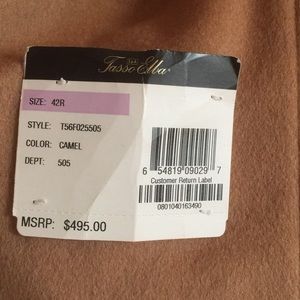 Tasso Elba
SIZE: 42R
STYLE: T56F025505
COLOR: CAMEL
DEPT: 505
6 54819 09029 7
Customer Return Label
0801040163490
MSRP: $495.00